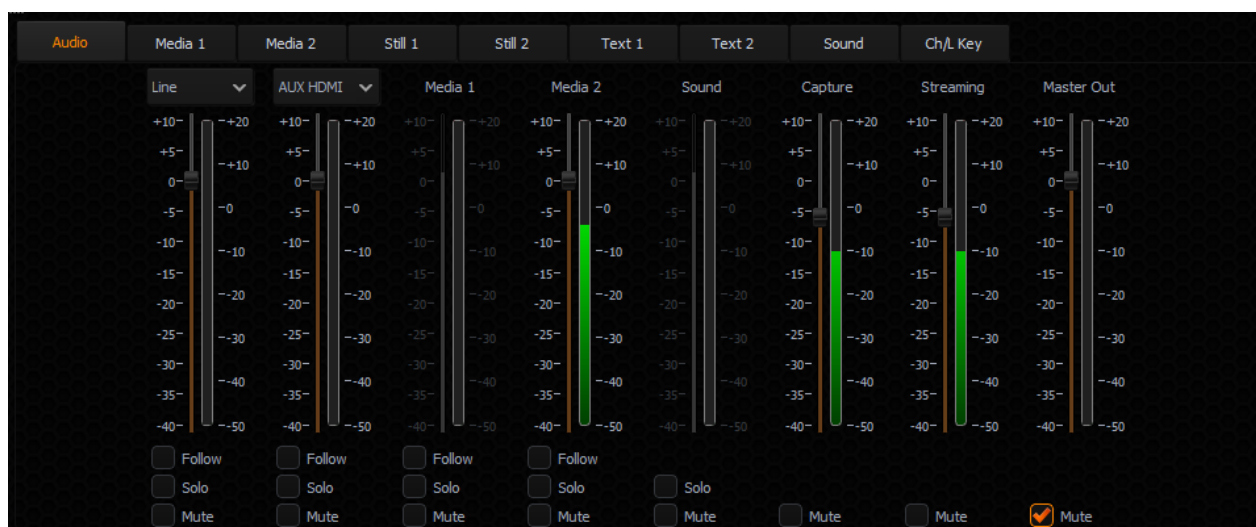 Audio Media 1 Media 2 Still 1 Still 2 Text 1 Text 2 Sound Ch/L Key
Line AUX HDMI Media 1 Media 2 Sound Capture Streaming Master Out
+10 +20 +10 +20 +10 +20 +10 +20 +10 +20 +10 +20 +10 +20 +10 +20
+5 +10 +5 +10 +5 +10 +5 +10 +5 +10 +5 +10 +5 +10 +5 +10
0 0 0 0 0 0 0 0
-5 0 -5 0 -5 0 -5 0 -5 0 -5 0 -5 0 -5 0
-10 -10 -10 -10 -10 -10 -10 -10 -10 -10 -10 -10 -10 -10 -10 -10
-15 -15 -15 -15 -15 -15 -15 -15
-20 -20 -20 -20 -20 -20 -20 -20 -20 -20 -20 -20 -20 -20 -20 -20
-25 -30 -25 -30 -25 -30 -25 -30 -25 -30 -25 -30 -25 -30 -25 -30
-30 -30 -30 -30 -30 -30 -30 -30
-35 -40 -35 -40 -35 -40 -35 -40 -35 -40 -35 -40 -35 -40 -35 -40
-40 -50 -40 -50 -40 -50 -40 -50 -40 -50 -40 -50 -40 -50 -40 -50
Follow Follow Follow Follow
Solo Solo Solo Solo Solo
Mute Mute Mute Mute Mute Mute Mute Mute